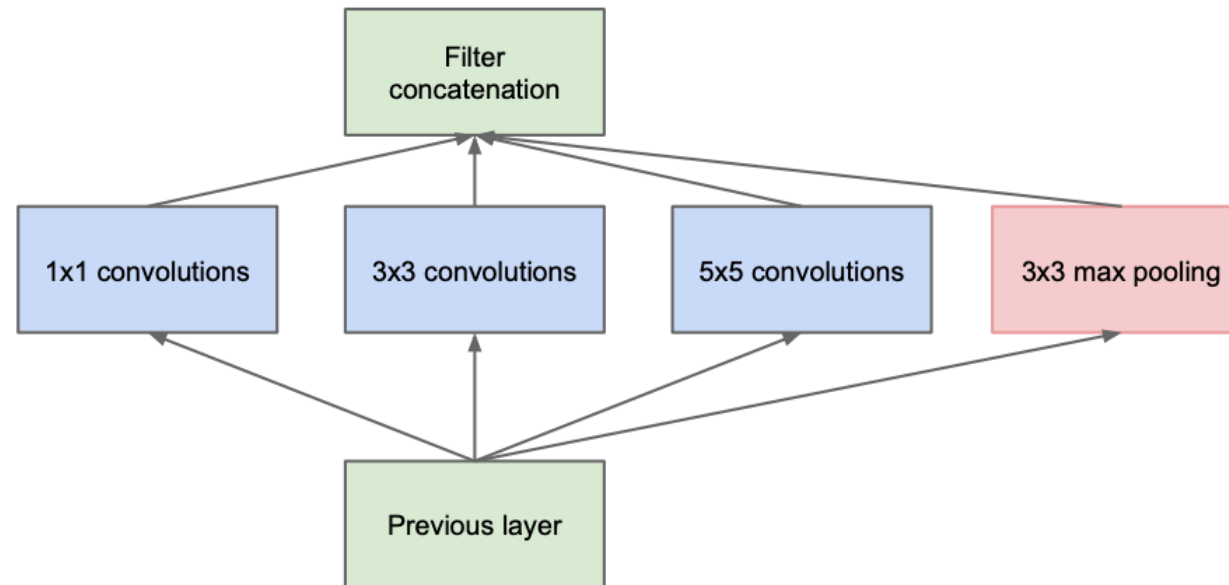 Filter
concatenation
1x1 convolutions
3x3 convolutions
5x5 convolutions
3x3 max pooling
Previous layer